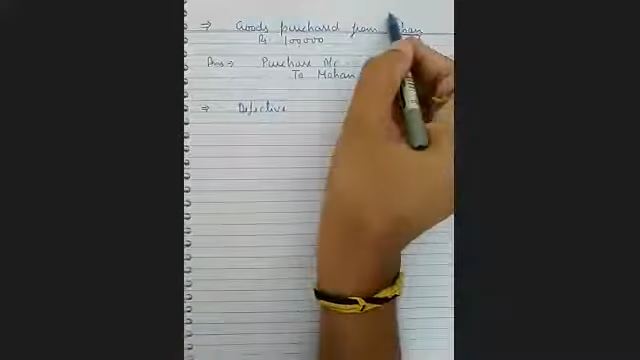 ⇒ Goods purchased from
Rs. 100000
Ans ⇒ Purchase A/c
To Mohan
⇒ Defective